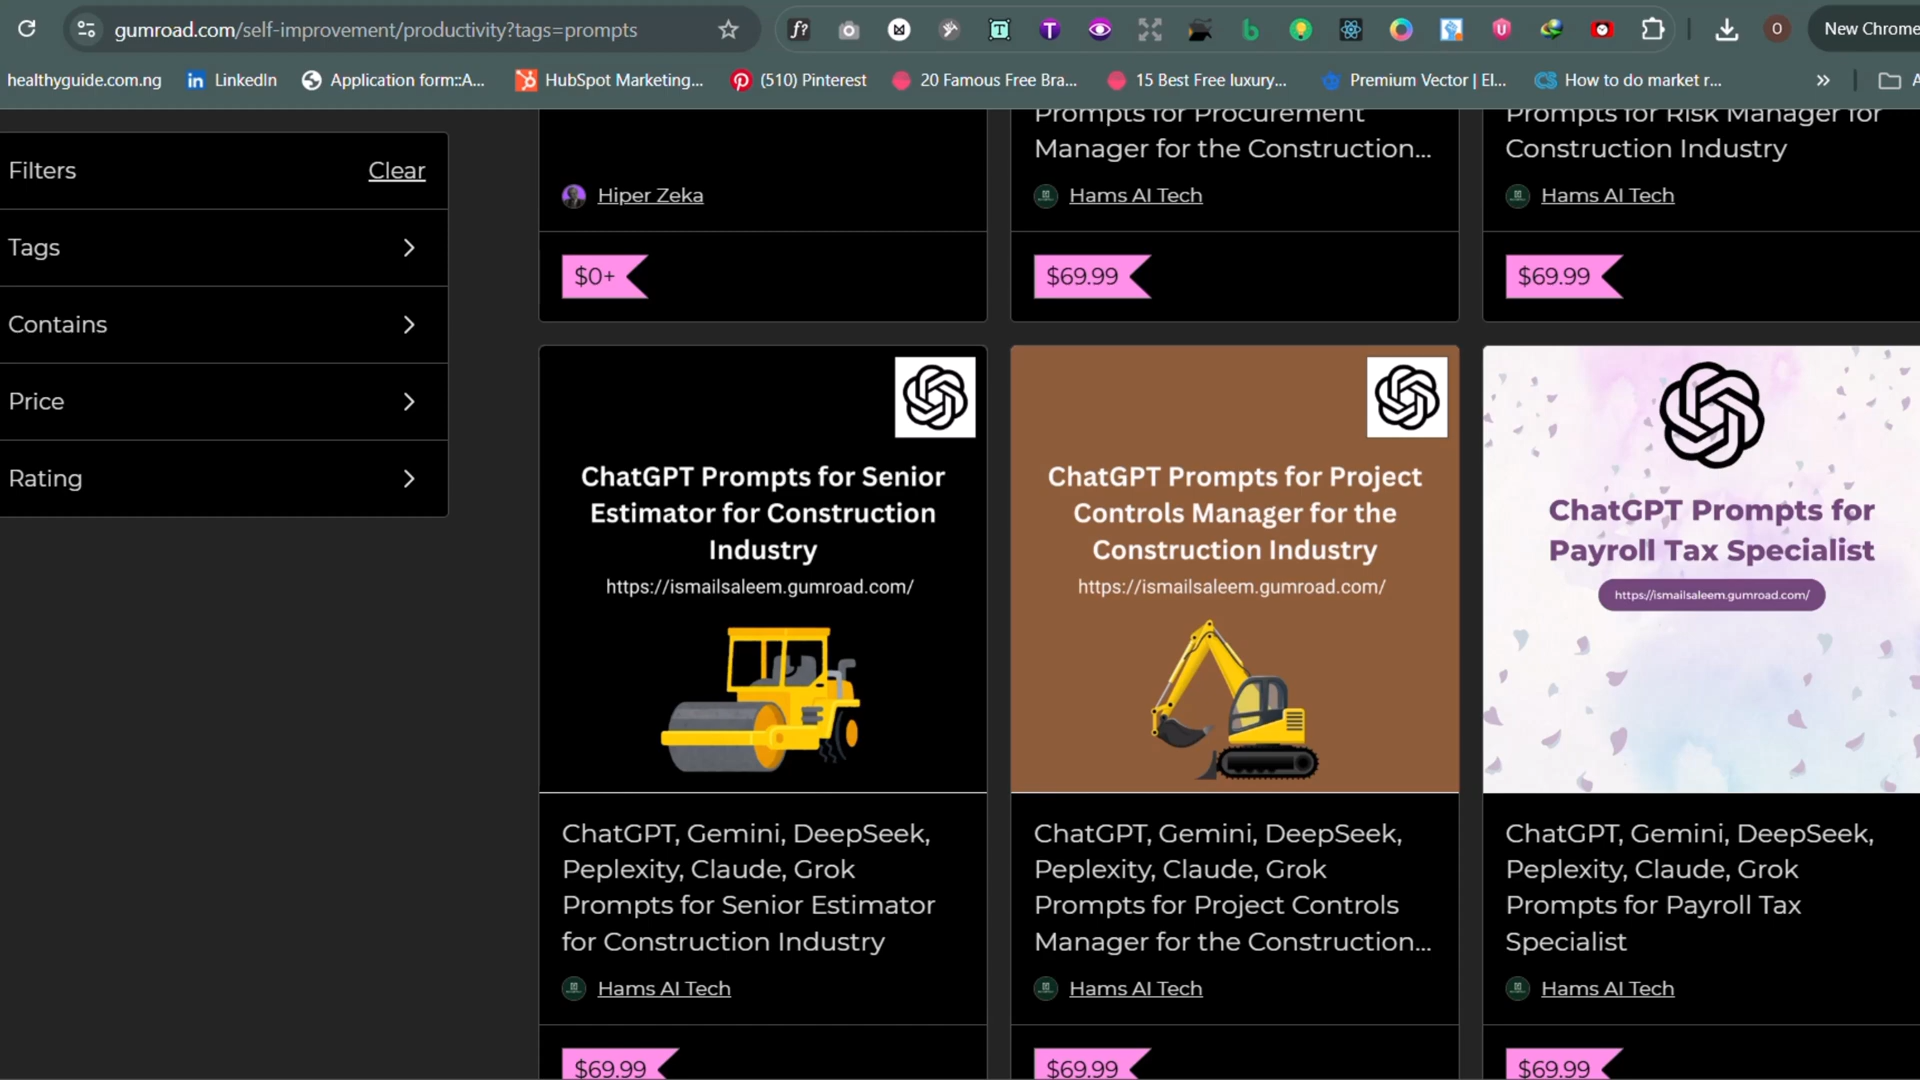 gumroad.com/self-improvement/productivity?tags=prompts
O
New Chrome
healthyguide.com.ng
LinkedIn
Application form::A...
HubSpot Marketing...
(510) Pinterest
20 Famous Free Bra...
15 Best Free luxury...
Premium Vector | El...
How to do market r...
Filters
Clear
Tags
Contains
Price
Rating
Hiper Zeka
$0+
Prompts for Procurement
Manager for the Construction...
Hams AI Tech
$69.99
Prompts for Risk Manager for
Construction Industry
Hams AI Tech
$69.99
ChatGPT Prompts for Senior
Estimator for Construction
Industry
https://ismailsaleem.gumroad.com/
ChatGPT, Gemini, DeepSeek,
Peplexity, Claude, Grok
Prompts for Senior Estimator
for Construction Industry
Hams AI Tech
$69.99
ChatGPT Prompts for Project
Controls Manager for the
Construction Industry
https://ismailsaleem.gumroad.com/
ChatGPT, Gemini, DeepSeek,
Peplexity, Claude, Grok
Prompts for Project Controls
Manager for the Construction...
Hams AI Tech
$69.99
ChatGPT Prompts for
Payroll Tax Specialist
https://ismailsaleem.gumroad.com/
ChatGPT, Gemini, DeepSeek,
Peplexity, Claude, Grok
Prompts for Payroll Tax
Specialist
Hams AI Tech
$69.99